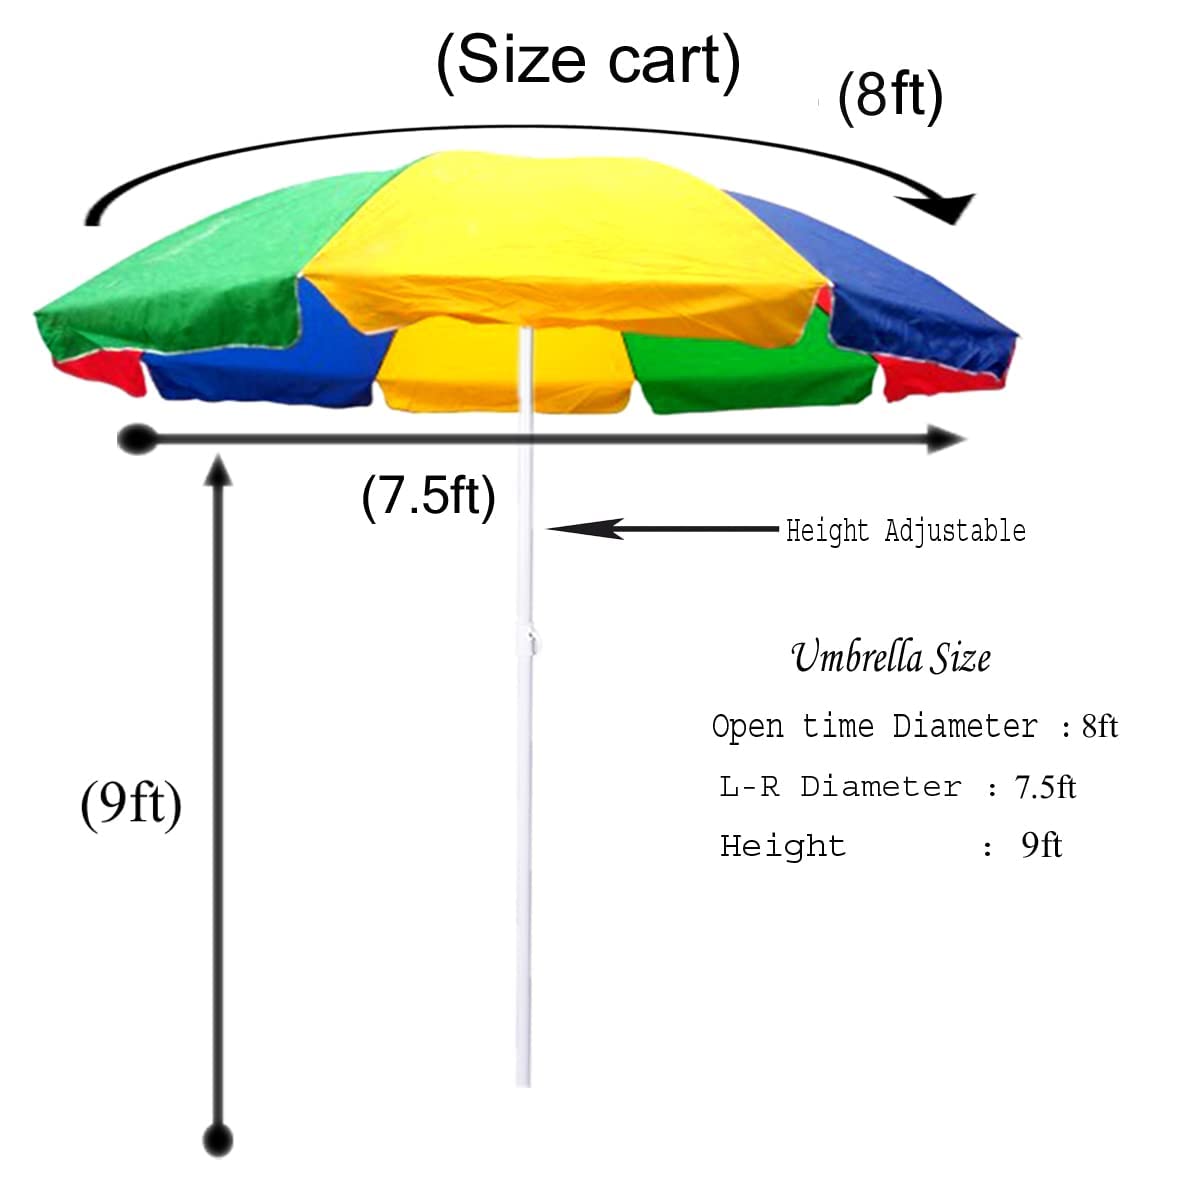 (Size cart)
(8ft)
(7.5ft)
Height Adjustable
Umbrella Size
Open time Diameter : 8ft
L-R Diameter : 7.5ft
(9ft)
Height : 9ft